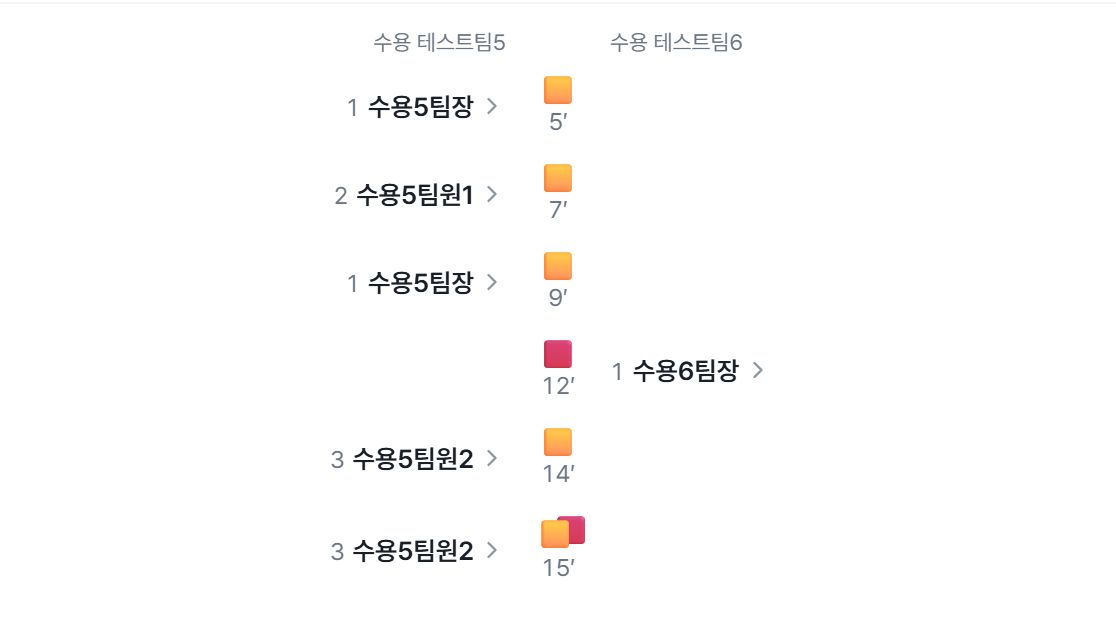 수용 테스트팀5 수용 테스트팀6
1 수용5팀장
5′
2 수용5팀원1
7′
1 수용5팀장
9′
1 수용6팀장
12′
3 수용5팀원2
14′
3 수용5팀원2
15′